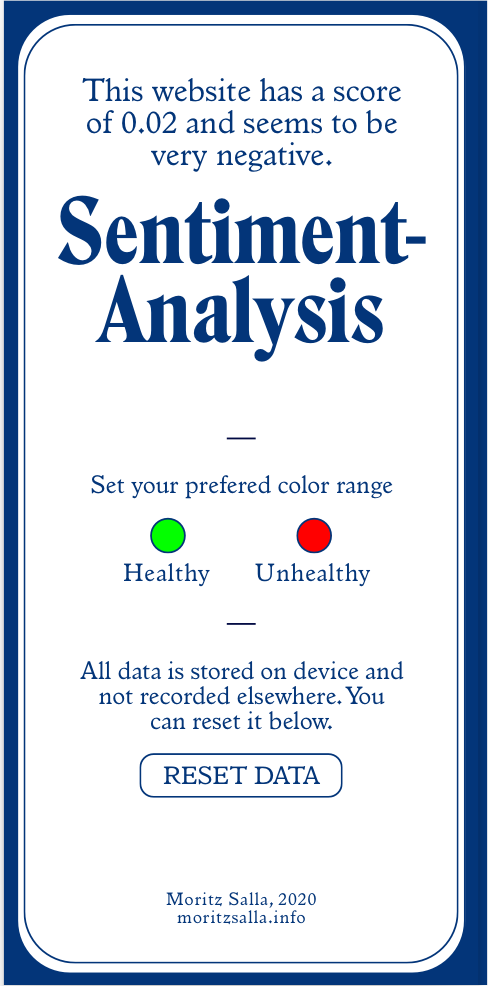 This website has a score
of 0.02 and seems to be
very negative.
Sentiment-
Analysis
—
Set your prefered color range
Healthy Unhealthy
—
All data is stored on device and
not recorded elsewhere. You
can reset it below.
RESET DATA
Moritz Salla, 2020
moritzsalla.info